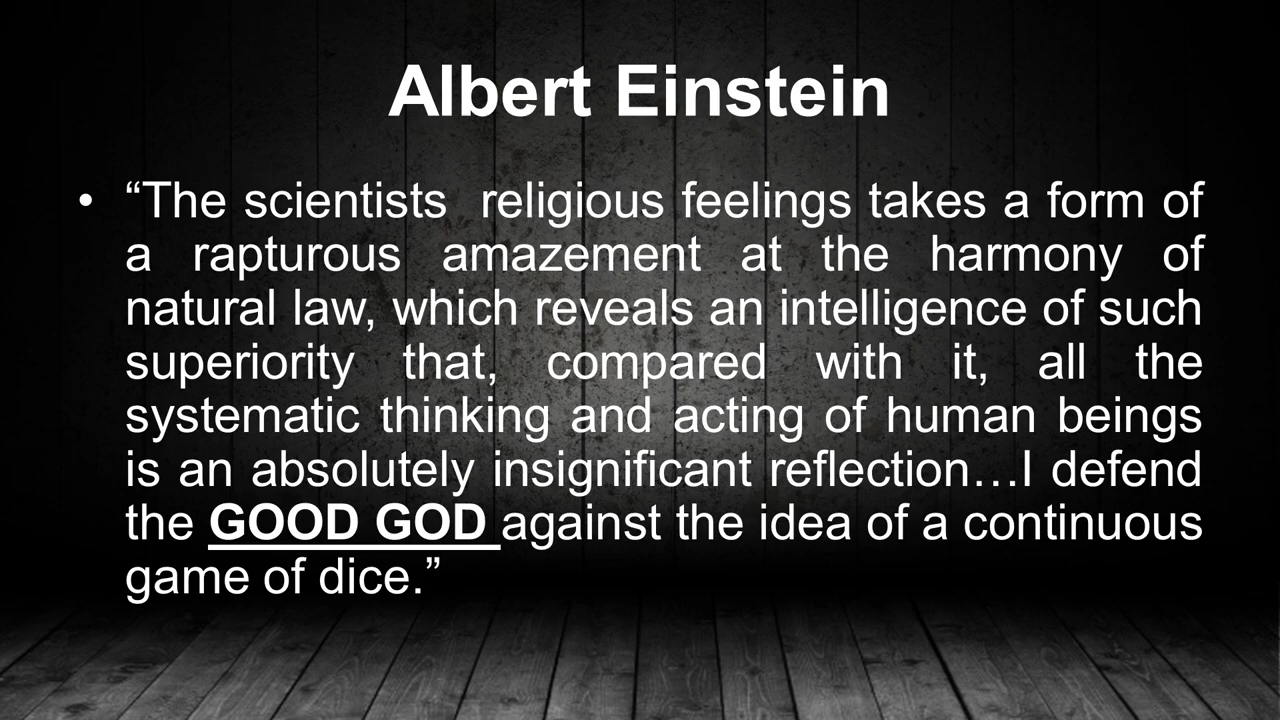 Albert Einstein
• “The scientists  religious feelings takes a form of
a rapturous amazement at the harmony of
natural law, which reveals an intelligence of such
superiority that, compared with it, all the
systematic thinking and acting of human beings
is an absolutely insignificant reflection…I defend
the GOOD GOD against the idea of a continuous
game of dice.”